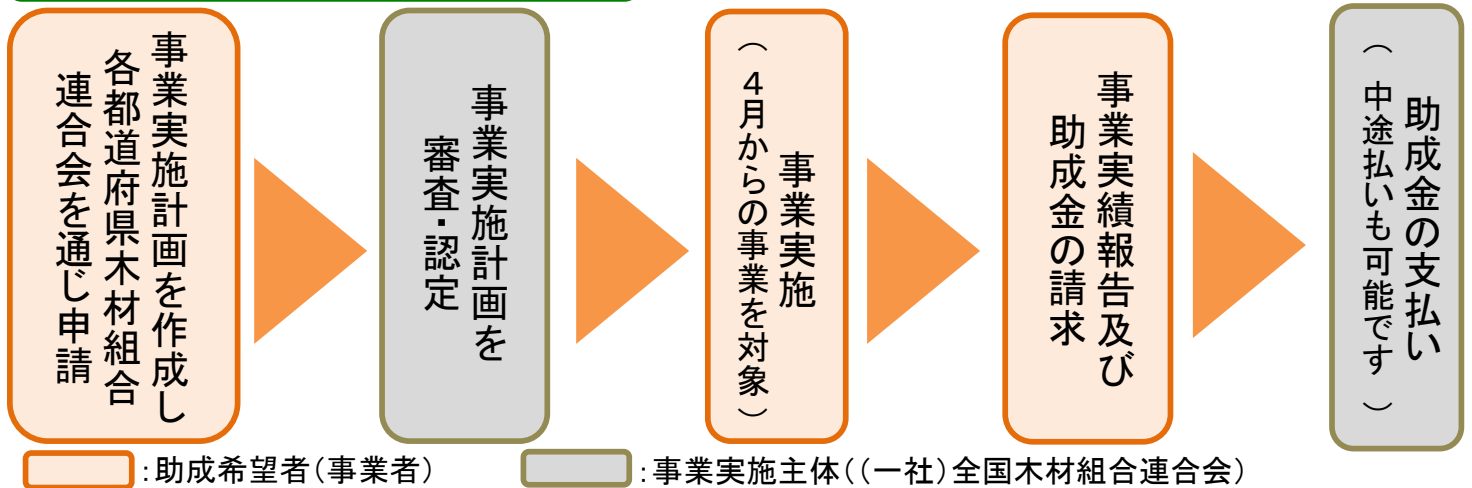 事業実施計画を作成し
各都道府県木材組合
連合会を通じ申請
事業実施計画を
審査・認定
事業実施
(４月からの事業を対象)
事業実績報告及び
助成金の請求
助成金の支払い
(中途払いも可能です)
:助成希望者(事業者)
:事業実施主体((一社)全国木材組合連合会)